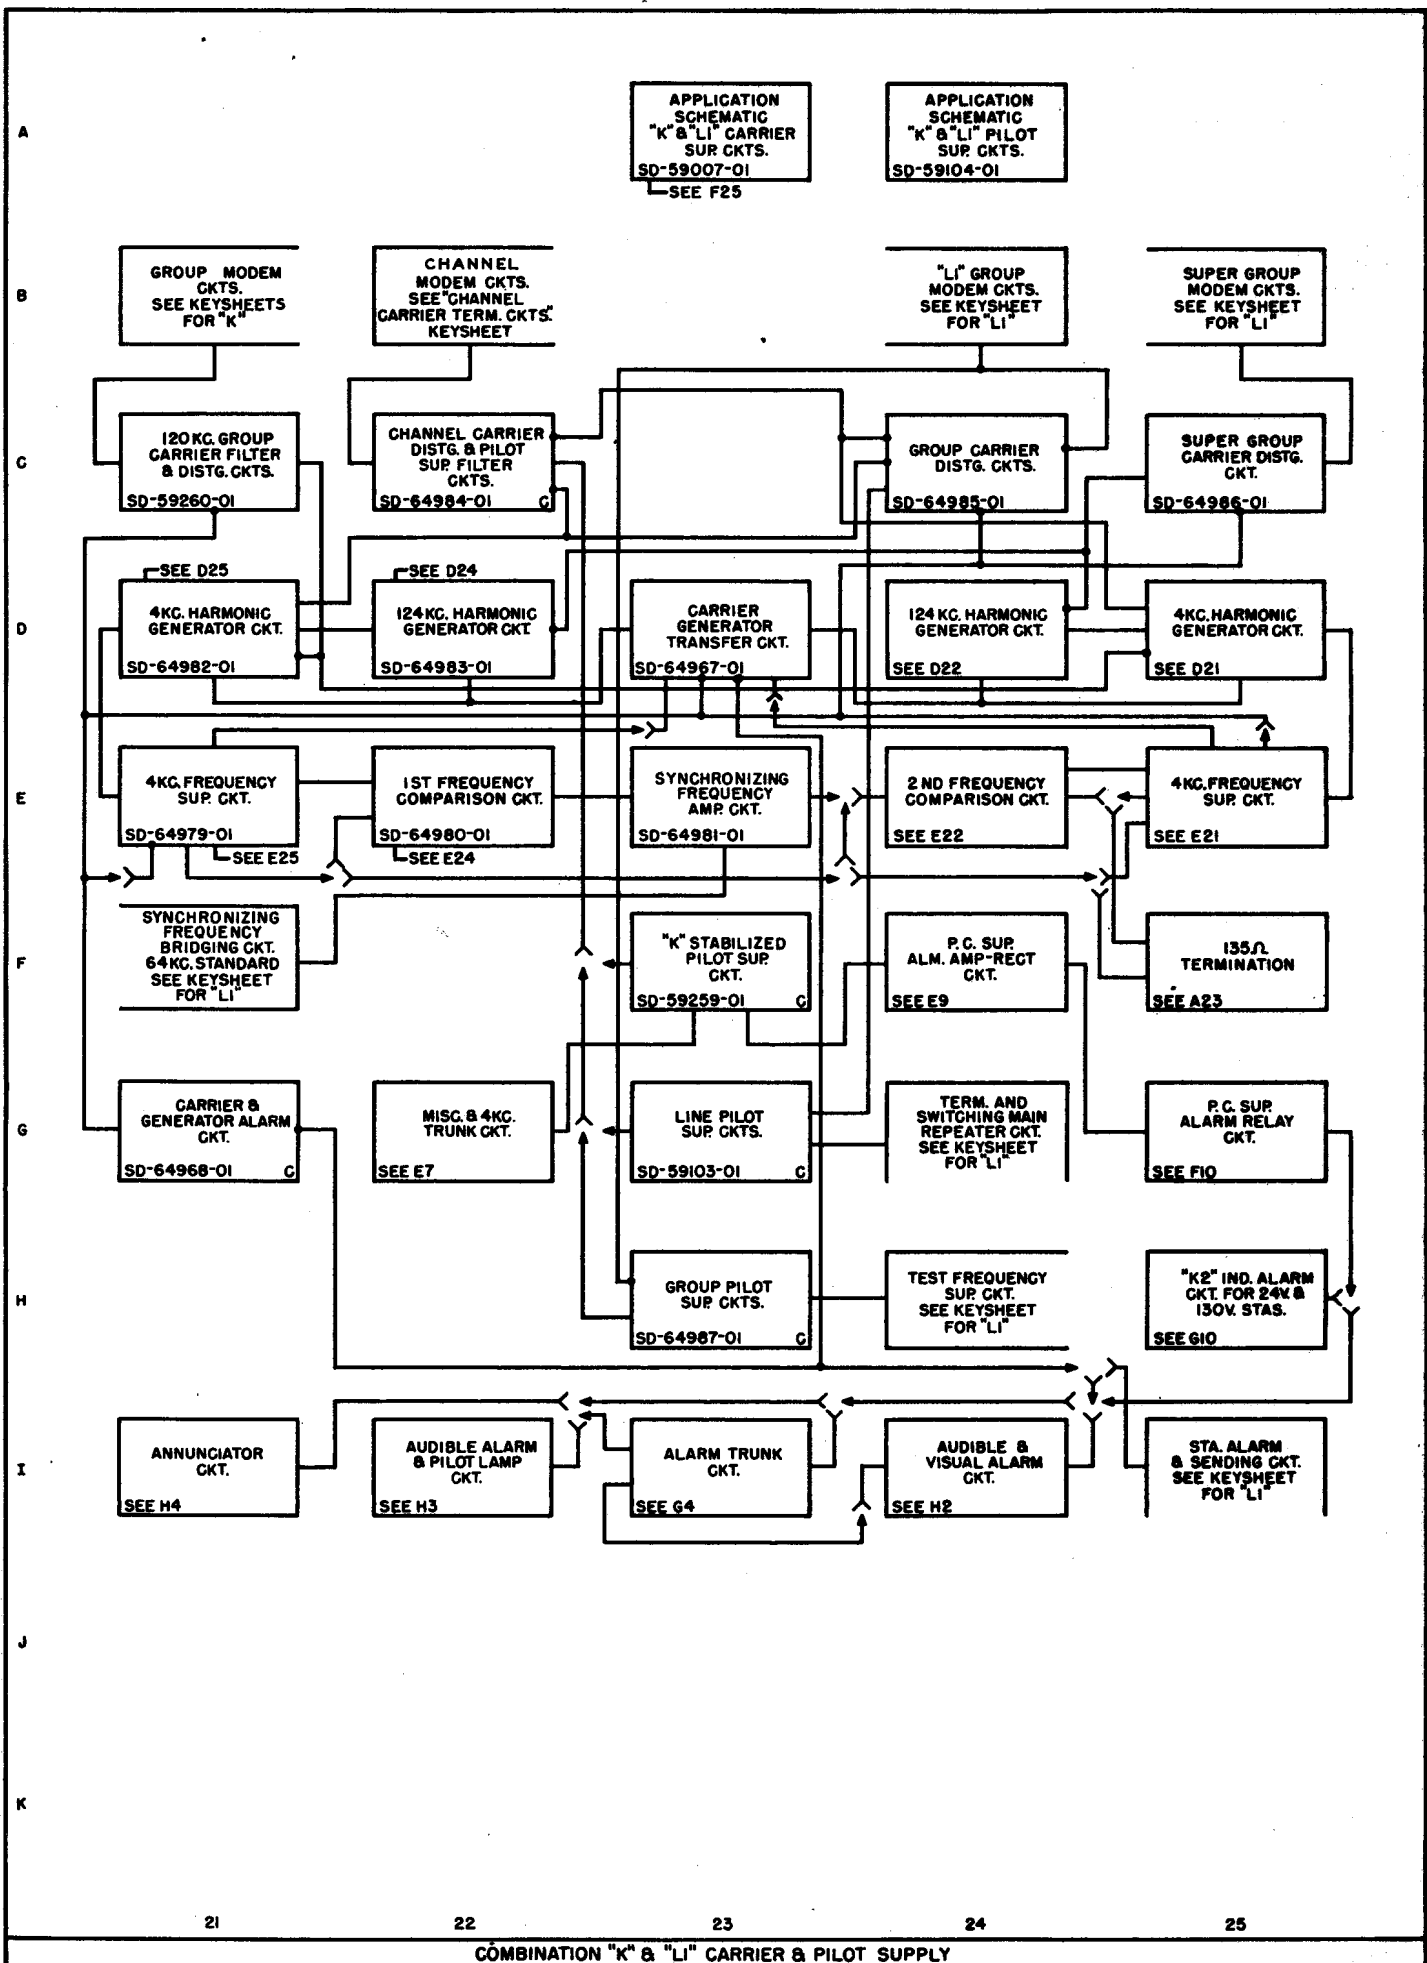 A
APPLICATION
SCHEMATIC
"K" & "LI" CARRIER
SUP. CKTS.
SD-59007-01
SEE F25
APPLICATION
SCHEMATIC
"K" & "LI" PILOT
SUP. CKTS.
SD-59104-01
B
GROUP MODEM
CKTS.
SEE KEYSHEETS
FOR "K"
CHANNEL
MODEM CKTS.
SEE "CHANNEL
CARRIER TERM. CKTS."
KEYSHEET
"LI" GROUP
MODEM CKTS.
SEE KEYSHEET
FOR "LI"
SUPER GROUP
MODEM CKTS.
SEE KEYSHEET
FOR "LI"
C
120 KC. GROUP
CARRIER FILTER
& DISTG. CKTS.
SD-59260-01
CHANNEL CARRIER
DISTG. & PILOT
SUP. FILTER
CKTS.
SD-64984-01 C
GROUP CARRIER
DISTG. CKTS.
SD-64985-01
SUPER GROUP
CARRIER DISTG.
CKT.
SD-64986-01
D
SEE D25
4KC. HARMONIC
GENERATOR CKT.
SD-64982-01
SEE D24
124 KC. HARMONIC
GENERATOR CKT.
SD-64983-01
CARRIER
GENERATOR
TRANSFER CKT.
SD-64967-01
124 KC. HARMONIC
GENERATOR CKT.
SEE D22
4KC. HARMONIC
GENERATOR CKT.
SEE D21
E
4KC. FREQUENCY
SUP. CKT.
SD-64979-01
SEE E25
1ST FREQUENCY
COMPARISON CKT.
SD-64980-01
SEE E24
SYNCHRONIZING
FREQUENCY
AMP. CKT.
SD-64981-01
2 ND FREQUENCY
COMPARISON CKT.
SEE E22
4KC. FREQUENCY
SUP. CKT.
SEE E21
F
SYNCHRONIZING
FREQUENCY
BRIDGING CKT.
64 KC. STANDARD
SEE KEYSHEET
FOR "LI"
"K" STABILIZED
PILOT SUP.
CKT.
SD-59259-01 C
P.C. SUP.
ALM. AMP-RECT
CKT.
SEE E9
135Ω
TERMINATION
SEE A23
G
CARRIER &
GENERATOR ALARM
CKT.
SD-64968-01 C
MISC. & 4KC.
TRUNK CKT.
SEE E7
LINE PILOT
SUP. CKTS.
SD-59103-01 C
TERM. AND
SWITCHING MAIN
REPEATER CKT.
SEE KEYSHEET
FOR "LI"
P.C. SUP.
ALARM RELAY
CKT.
SEE F10
H
GROUP PILOT
SUP. CKTS.
SD-64987-01 C
TEST FREQUENCY
SUP. CKT.
SEE KEYSHEET
FOR "LI"
"K2" IND. ALARM
CKT. FOR 24V. &
130V. STAS.
SEE G10
I
ANNUNCIATOR
CKT.
SEE H4
AUDIBLE ALARM
& PILOT LAMP
CKT.
SEE H3
ALARM TRUNK
CKT.
SEE G4
AUDIBLE &
VISUAL ALARM
CKT.
SEE H2
STA. ALARM
& SENDING CKT.
SEE KEYSHEET
FOR "LI"
J
K
21 22 23 24 25
COMBINATION "K" & "LI" CARRIER & PILOT SUPPLY